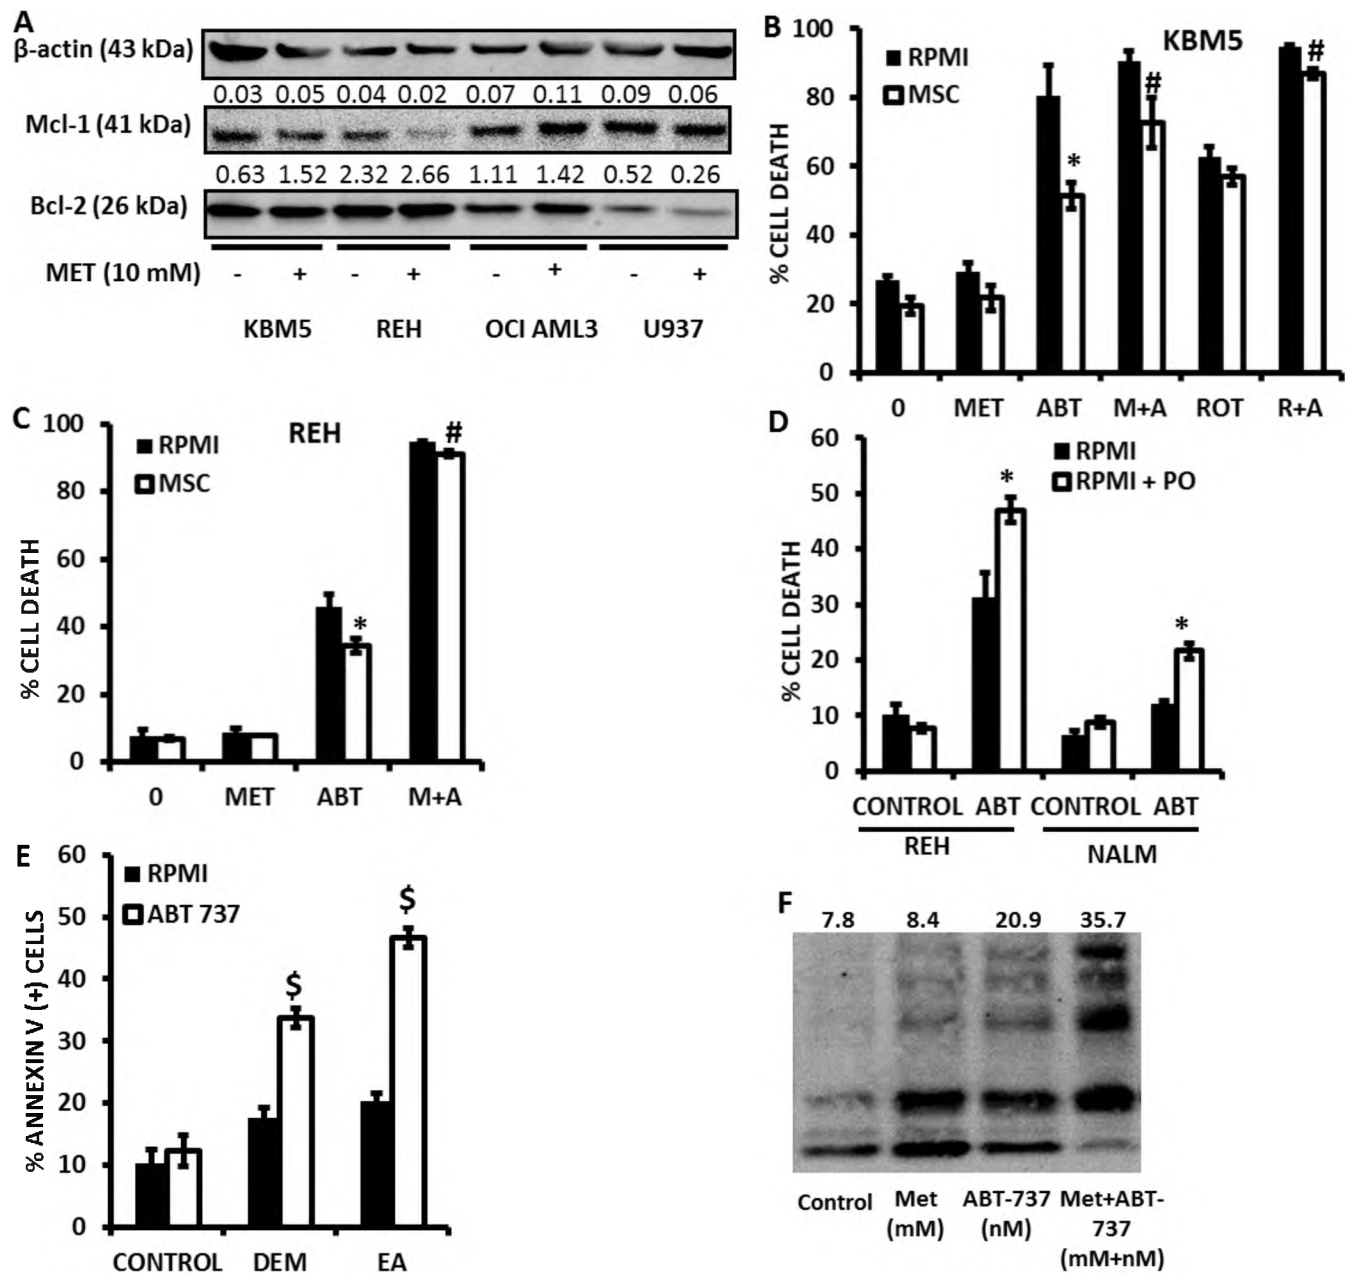 A
β-actin (43 kDa)
0.03 0.05 0.04 0.02 0.07 0.11 0.09 0.06
Mcl-1 (41 kDa)
0.63 1.52 2.32 2.66 1.11 1.42 0.52 0.26
Bcl-2 (26 kDa)
MET (10 mM) - + - + - + - +
KBM5 REH OCI AML3 U937
B
KBM5
RPMI
MSC
% CELL DEATH
100
80
60
40
20
0
* # #
0 MET ABT M+A ROT R+A
C
REH
RPMI
MSC
% CELL DEATH
100
80
60
40
20
0
* #
0 MET ABT M+A
D
RPMI
RPMI + PO
% CELL DEATH
60
50
40
30
20
10
0
* *
CONTROL ABT CONTROL ABT
REH NALM
E
RPMI
ABT 737
% ANNEXIN V (+) CELLS
60
50
40
30
20
10
0
$ $
CONTROL DEM EA
F
7.8 8.4 20.9 35.7
Control Met ABT-737 Met+ABT-
(mM) (nM) 737
(mM+nM)